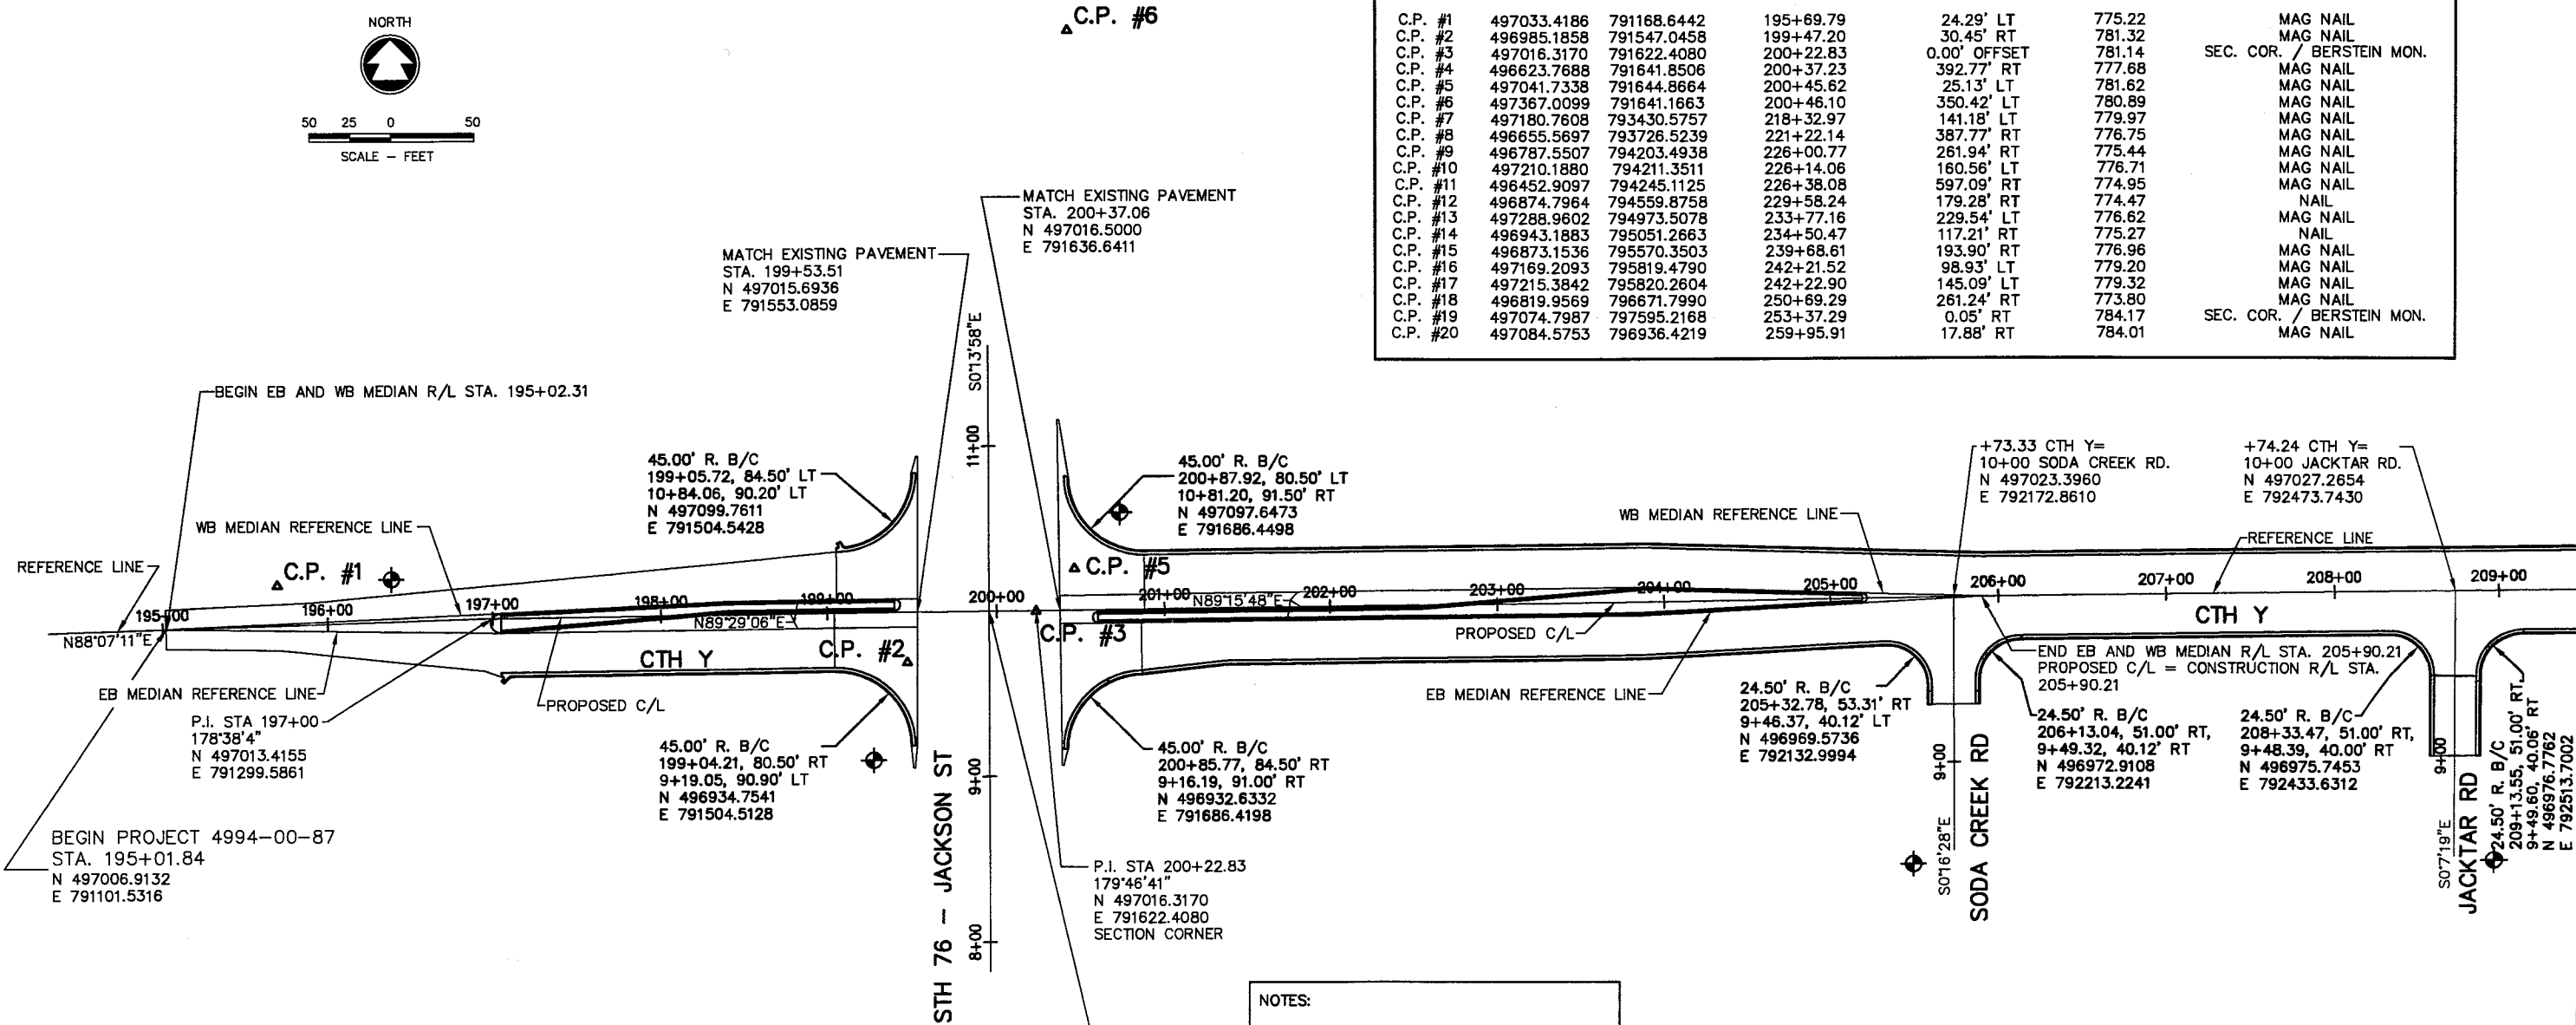 NORTH
50 25 0 50
SCALE – FEET
C.P. #6
C.P. #1 497033.4186 791168.6442 195+69.79 24.29' LT 775.22 MAG NAIL
C.P. #2 496985.1858 791547.0458 199+47.20 30.45' RT 781.32 MAG NAIL
C.P. #3 497016.3170 791622.4080 200+22.83 0.00' OFFSET 781.14 SEC. COR. / BERSTEIN MON.
C.P. #4 496623.7688 791641.8506 200+37.23 392.77' RT 777.68 MAG NAIL
C.P. #5 497041.7338 791644.8664 200+45.62 25.13' LT 781.62 MAG NAIL
C.P. #6 497367.0099 791641.1663 200+46.10 350.42' LT 780.89 MAG NAIL
C.P. #7 497180.7608 793430.5757 218+32.97 141.18' LT 779.97 MAG NAIL
C.P. #8 496655.5697 793726.5239 221+22.14 387.77' RT 776.75 MAG NAIL
C.P. #9 496787.5507 794203.4938 226+00.77 261.94' RT 775.44 MAG NAIL
C.P. #10 497210.1880 794211.3511 226+14.06 160.56' LT 776.71 MAG NAIL
C.P. #11 496452.9097 794245.1125 226+38.08 597.09' RT 774.95 MAG NAIL
C.P. #12 496874.7964 794559.8758 229+58.24 179.28' RT 774.47 NAIL
C.P. #13 497288.9602 794973.5078 233+77.16 229.54' LT 776.62 MAG NAIL
C.P. #14 496943.1883 795051.2663 234+50.47 117.21' RT 775.27 NAIL
C.P. #15 496873.1536 795570.3503 239+68.61 193.90' RT 776.96 MAG NAIL
C.P. #16 497169.2093 795819.4790 242+21.52 98.93' LT 779.20 MAG NAIL
C.P. #17 497215.3842 795820.2604 242+22.90 145.09' LT 779.32 MAG NAIL
C.P. #18 496819.9569 796671.7990 250+69.29 261.24' RT 773.80 MAG NAIL
C.P. #19 497074.7987 797595.2168 253+37.29 0.05' RT 784.17 SEC. COR. / BERSTEIN MON.
C.P. #20 497084.5753 796936.4219 259+95.91 17.88' RT 784.01 MAG NAIL
MATCH EXISTING PAVEMENT
STA. 200+37.06
N 497016.5000
E 791636.6411
MATCH EXISTING PAVEMENT
STA. 199+53.51
N 497015.6936
E 791553.0859
S0°13'58"E
BEGIN EB AND WB MEDIAN R/L STA. 195+02.31
45.00' R. B/C
199+05.72, 84.50' LT
10+84.06, 90.20' LT
N 497099.7611
E 791504.5428
11+00
45.00' R. B/C
200+87.92, 80.50' LT
10+81.20, 91.50' RT
N 497097.6473
E 791686.4498
+73.33 CTH Y=
10+00 SODA CREEK RD.
N 497023.3960
E 792172.8610
+74.24 CTH Y=
10+00 JACKTAR RD.
N 497027.2654
E 792473.7430
WB MEDIAN REFERENCE LINE
WB MEDIAN REFERENCE LINE
REFERENCE LINE
REFERENCE LINE
C.P. #1
C.P. #5
195+00 196+00 197+00 198+00 199+00 200+00 201+00 202+00 203+00 204+00 205+00 206+00 207+00 208+00 209+00
N88°07'11"E
N89°29'06"E
N89°15'48"E
CTH Y
C.P. #2
C.P. #3
PROPOSED C/L
CTH Y
EB MEDIAN REFERENCE LINE
PROPOSED C/L
EB MEDIAN REFERENCE LINE
END EB AND WB MEDIAN R/L STA. 205+90.21
PROPOSED C/L = CONSTRUCTION R/L STA.
205+90.21
P.I. STA 197+00
178°38'4"
N 497013.4155
E 791299.5861
45.00' R. B/C
199+04.21, 80.50' RT
9+19.05, 90.90' LT
N 496934.7541
E 791504.5128
9+00
45.00' R. B/C
200+85.77, 84.50' RT
9+16.19, 91.00' RT
N 496932.6332
E 791686.4198
24.50' R. B/C
205+32.78, 53.31' RT
9+46.37, 40.12' LT
N 496969.5736
E 792132.9994
24.50' R. B/C
206+13.04, 51.00' RT,
9+49.32, 40.12' RT
N 496972.9108
E 792213.2241
24.50' R. B/C
208+33.47, 51.00' RT,
9+48.39, 40.00' RT
N 496975.7453
E 792433.6312
24.50' R. B/C
209+13.55, 51.00' RT,
9+49.60, 40.06' RT
N 496976.7762
E 792513.7002
BEGIN PROJECT 4994–00–87
STA. 195+01.84
N 497006.9132
E 791101.5316
P.I. STA 200+22.83
179°46'41"
N 497016.3170
E 791622.4080
SECTION CORNER
8+00
STH 76 – JACKSON ST
9+00
S0°16'28"E
SODA CREEK RD
9+00
S0°7'19"E
JACKTAR RD
NOTES: